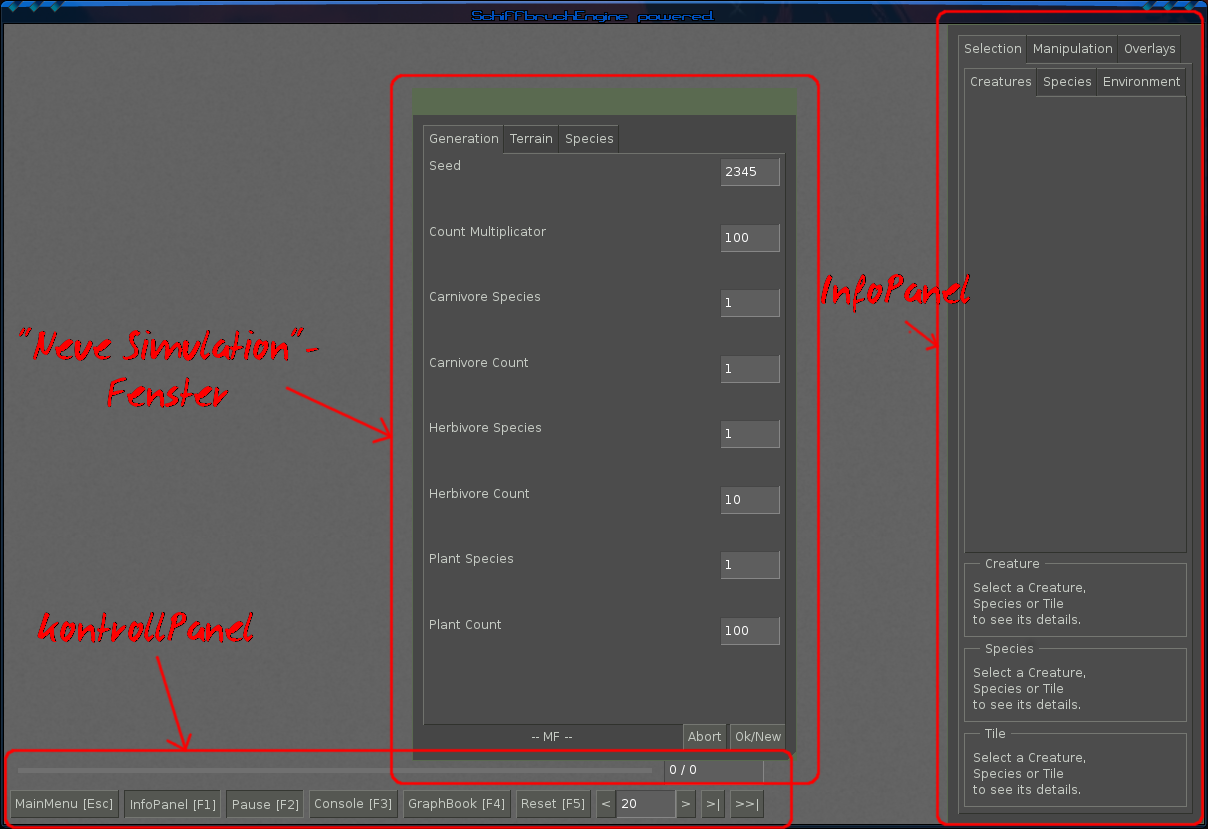 SchiffbruchEngine powered
Selection Manipulation Overlays
Creatures Species Environment
Generation Terrain Species
Seed 2345
Count Multiplicator 100
Carnivore Species 1
Carnivore Count 1
Herbivore Species 1
Herbivore Count 10
Plant Species 1
Plant Count 100
-- MF -- Abort Ok/New
"Neue Simulation"-
Fenster
InfoPanel
KontrollPanel
Creature
Select a Creature,
Species or Tile
to see its details.
Species
Select a Creature,
Species or Tile
to see its details.
Tile
Select a Creature,
Species or Tile
to see its details.
0 / 0
MainMenu [Esc] InfoPanel [F1] Pause [F2] Console [F3] GraphBook [F4] Reset [F5] < 20 > >| >>|